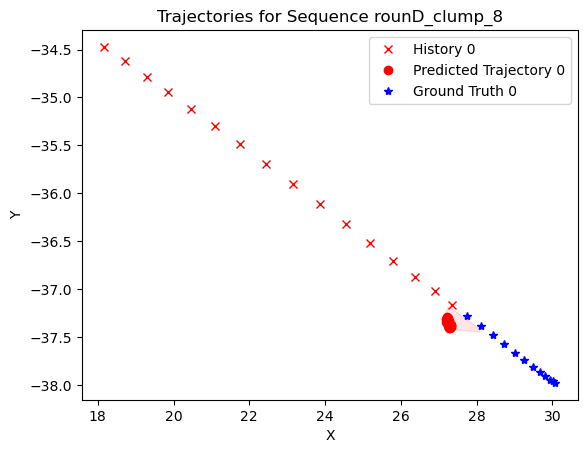 Trajectories for Sequence rounD_clump_8
History 0
Predicted Trajectory 0
Ground Truth 0
−34.5
−35.0
−35.5
−36.0
−36.5
−37.0
−37.5
−38.0
Y
18 20 22 24 26 28 30
X